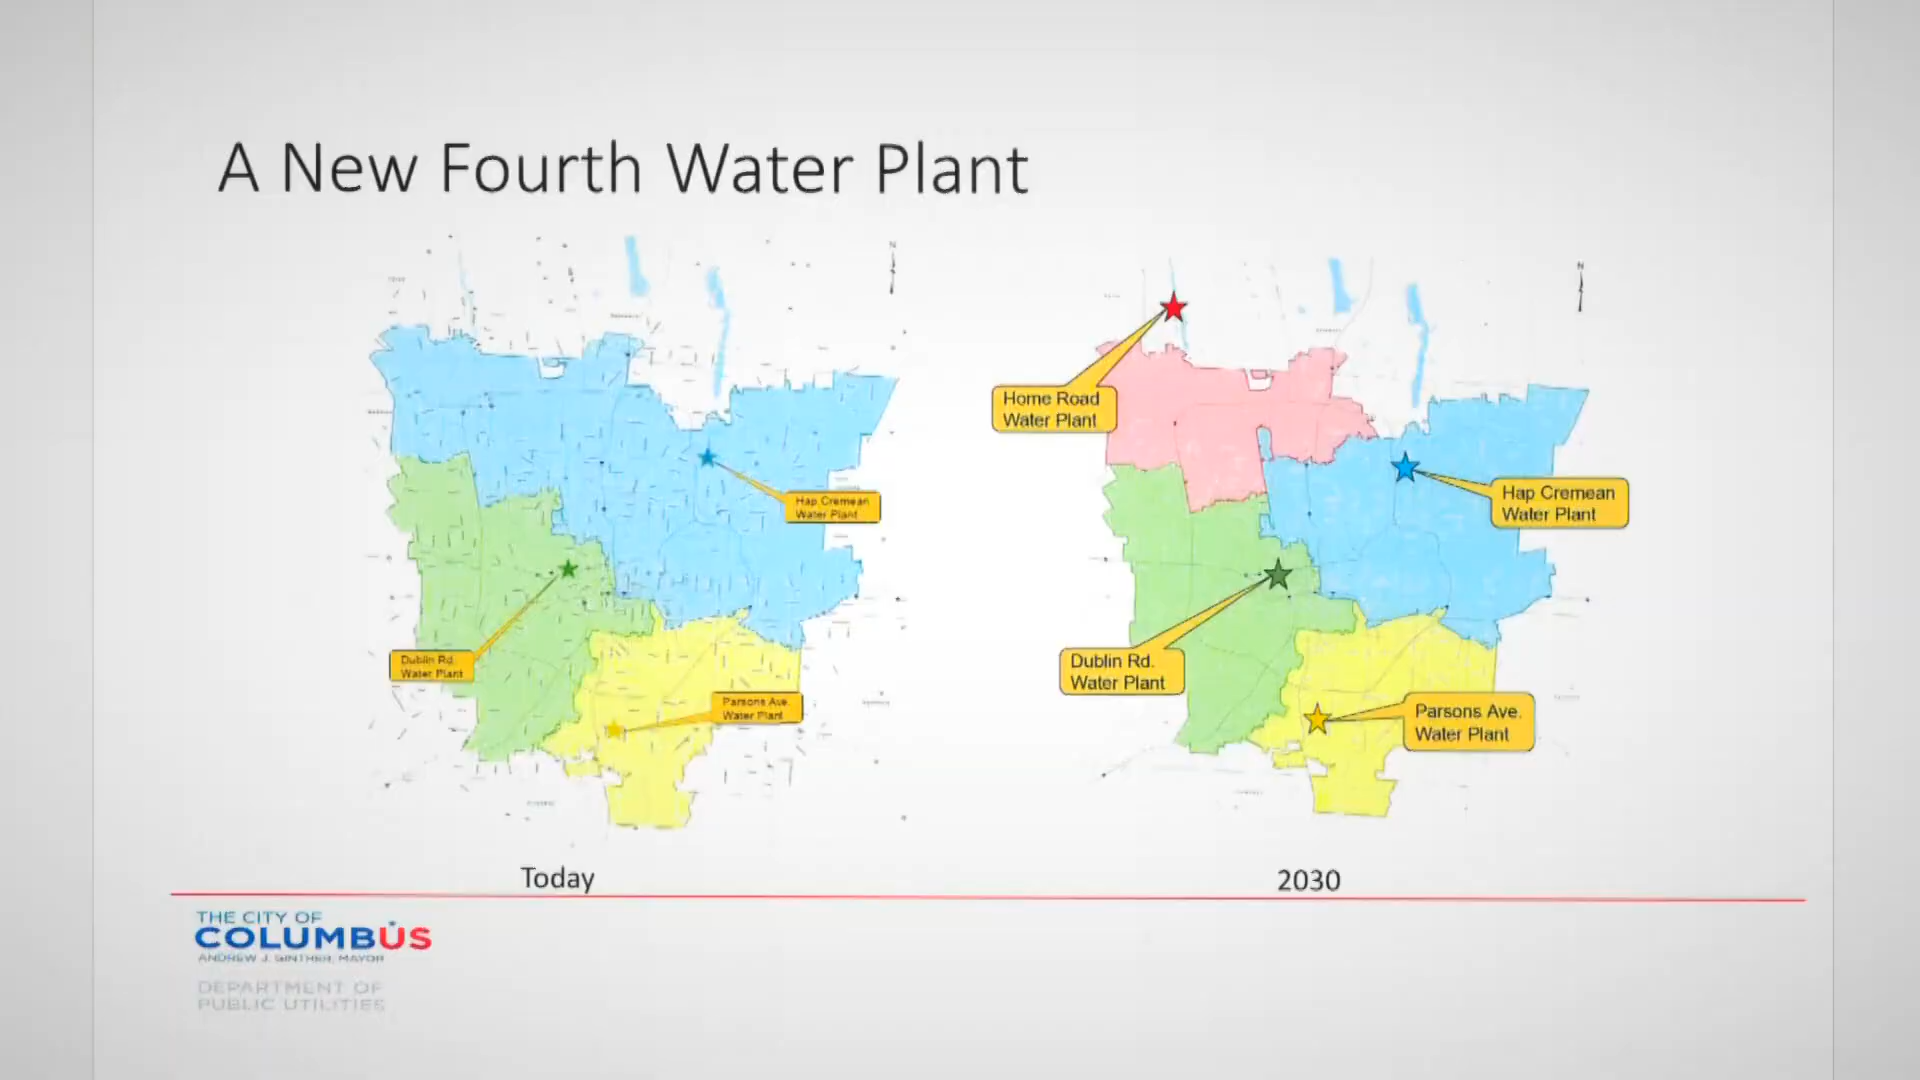 A New Fourth Water Plant
N
Hap Cremean
Water Plant
Dublin Rd.
Water Plant
Parsons Ave.
Water Plant
Today
N
Home Road
Water Plant
Hap Cremean
Water Plant
Dublin Rd.
Water Plant
Parsons Ave.
Water Plant
2030
THE CITY OF
COLUMBUS
ANDREW J. GINTHER, MAYOR
DEPARTMENT OF
PUBLIC UTILITIES